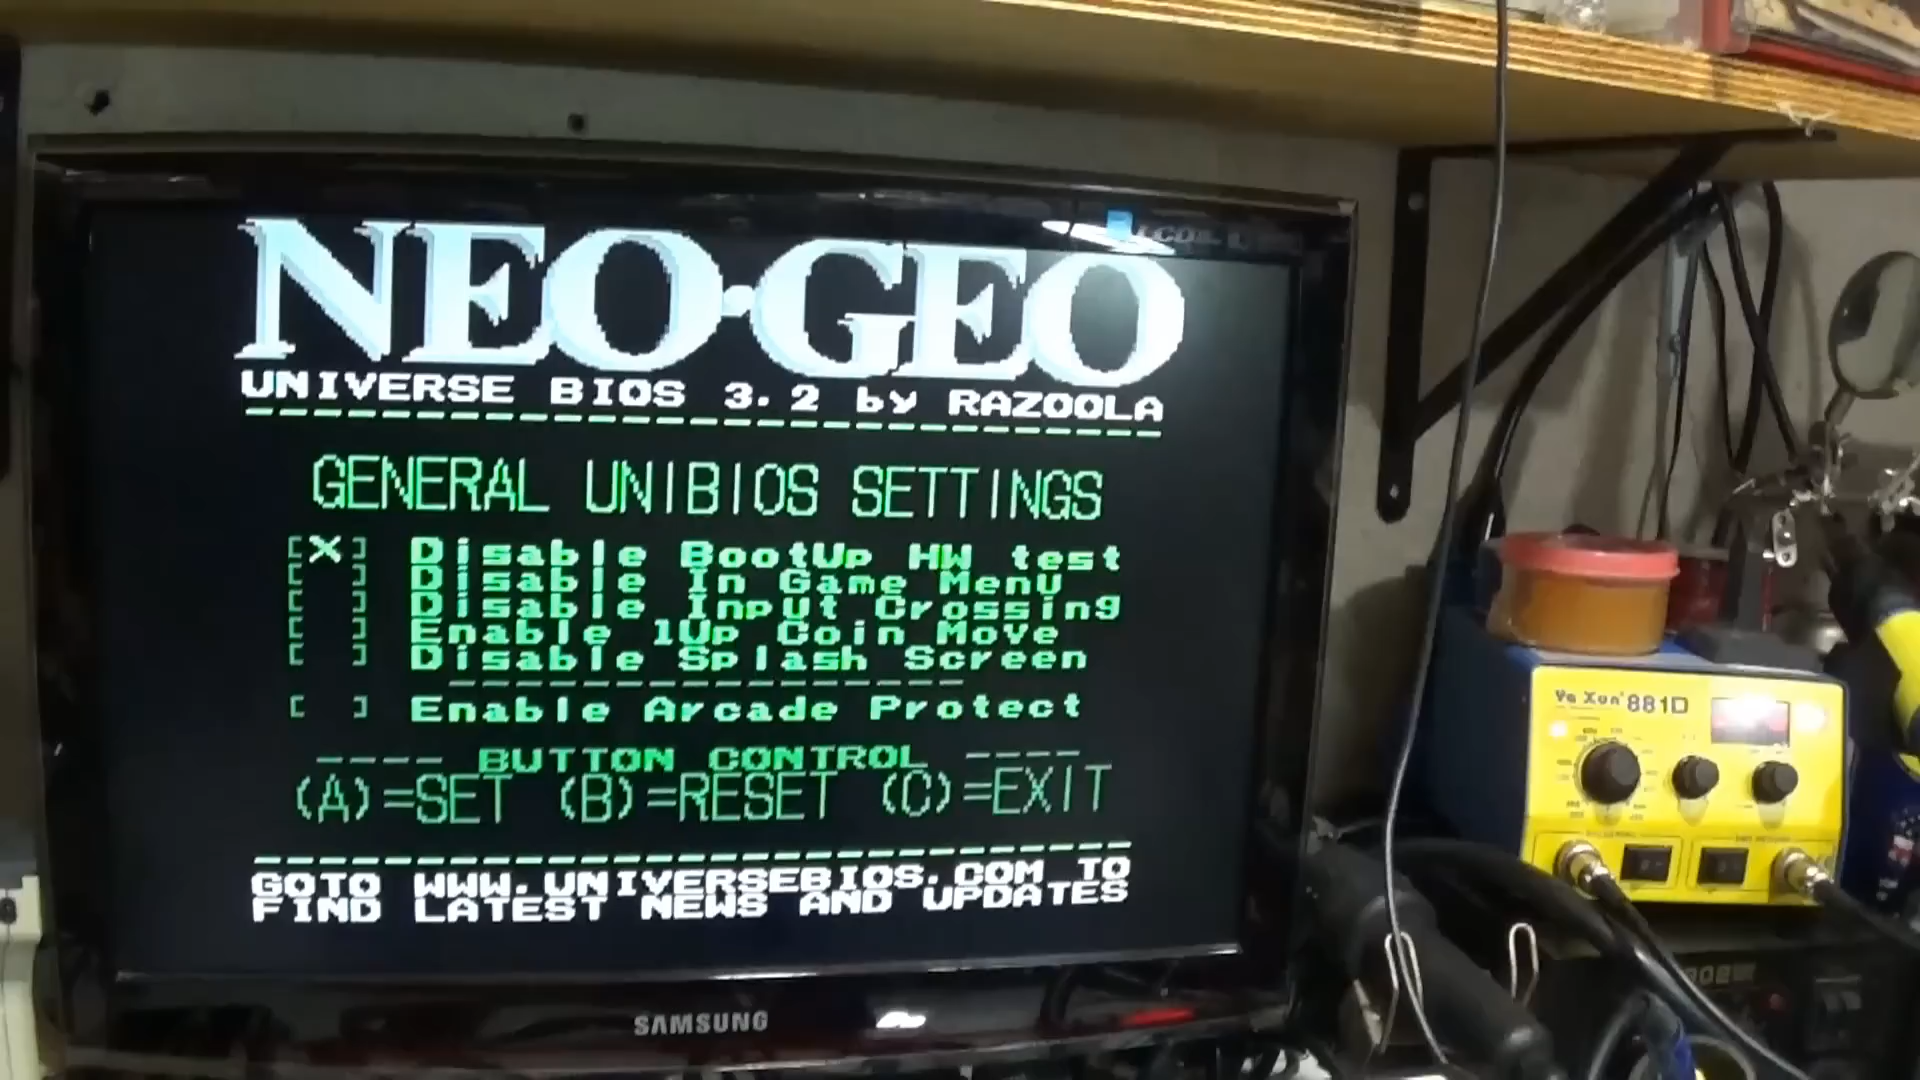 NEO·GEO
UNIVERSE BIOS 3.2 by RAZOOLA
GENERAL UNIBIOS SETTINGS
[X] Disable BootUp HW test
[ ] Disable In Game Menu
[ ] Disable Input Crossing
[ ] Enable 1Up Coin Move
[ ] Disable Splash Screen
[ ] Enable Arcade Protect
---- BUTTON CONTROL ----
(A)=SET (B)=RESET (C)=EXIT
GOTO WWW.UNIVERSEBIOS.COM TO
FIND LATEST NEWS AND UPDATES
SAMSUNG
Ya Xun 881D